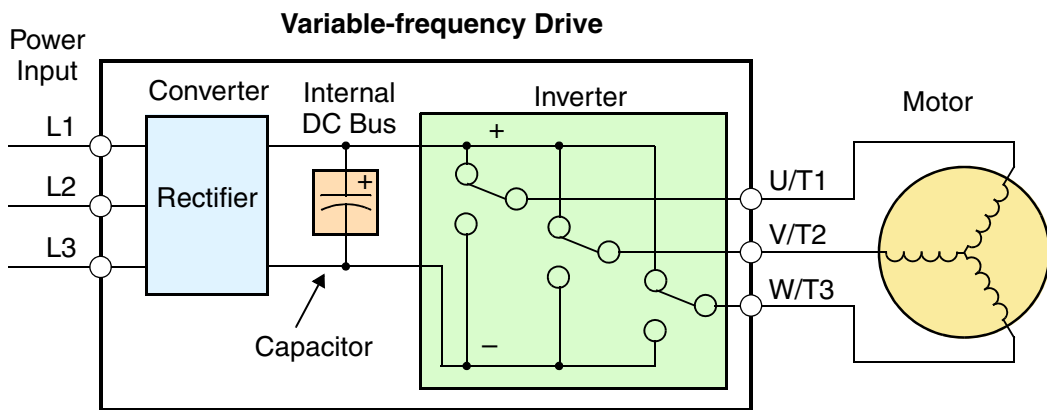 Variable-frequency Drive
Power
Input
Converter
Internal
DC Bus
Inverter
Motor
L1
L2
L3
Rectifier
+
+
–
U/T1
V/T2
W/T3
Capacitor